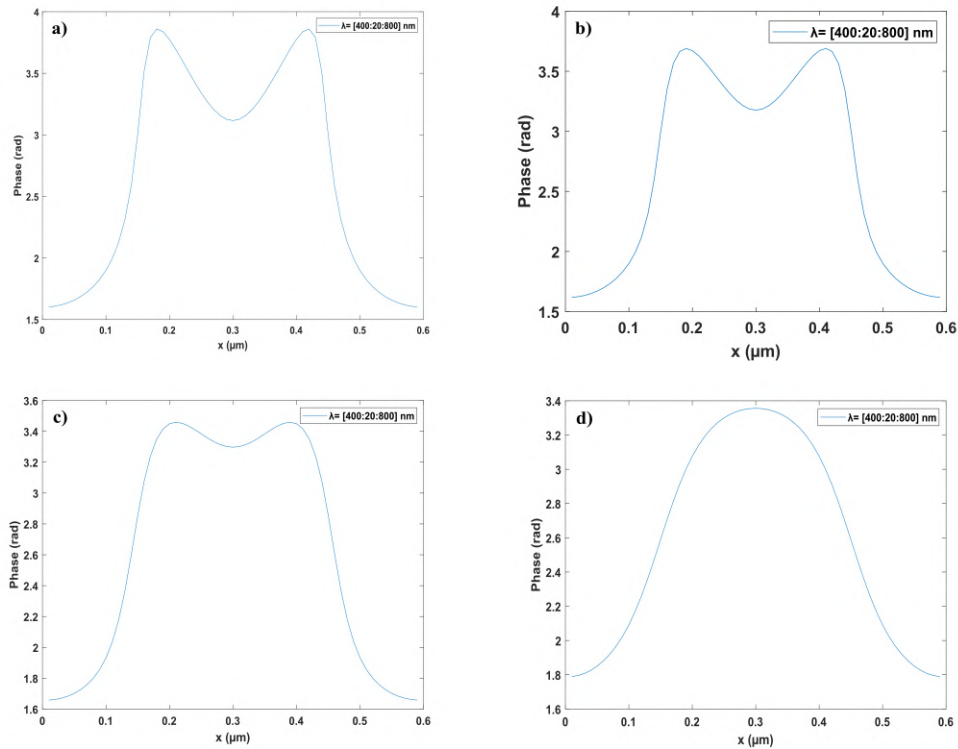 a)
λ= [400:20:800] nm
4
3.5
3
2.5
2
1.5
Phase (rad)
0 0.1 0.2 0.3 0.4 0.5 0.6
x (µm)
b)
λ= [400:20:800] nm
4
3.5
3
2.5
2
1.5
Phase (rad)
0 0.1 0.2 0.3 0.4 0.5 0.6
x (µm)
c)
λ= [400:20:800] nm
3.6
3.4
3.2
3
2.8
2.6
2.4
2.2
2
1.8
1.6
Phase (rad)
0 0.1 0.2 0.3 0.4 0.5 0.6
x (µm)
d)
λ= [400:20:800] nm
3.4
3.2
3
2.8
2.6
2.4
2.2
2
1.8
1.6
Phase (rad)
0 0.1 0.2 0.3 0.4 0.5 0.6
x (µm)